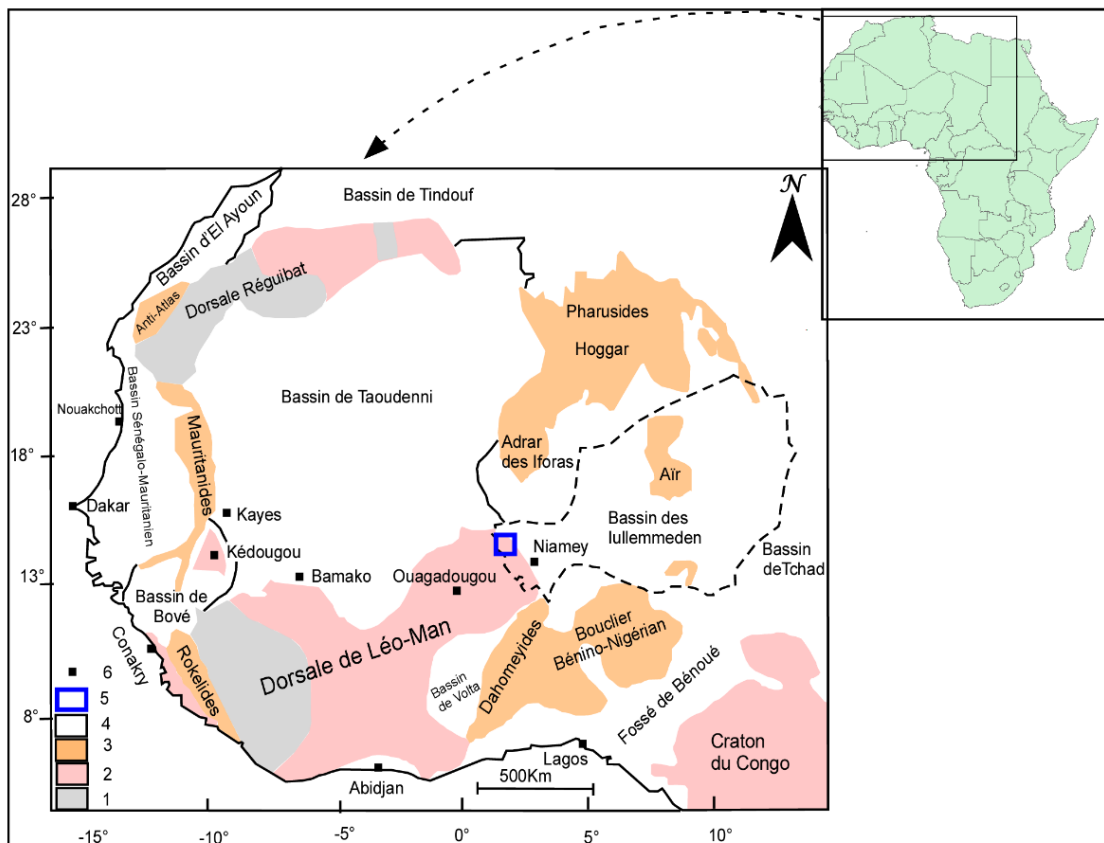 N
28°
23°
18°
13°
8°
Bassin de Tindouf
Bassin d'El Ayoun
Dorsale Réguibat
Anti-Atlas
Pharusides
Hoggar
Bassin de Taoudenni
Bassin Sénégalo-Mauritanien
Nouakchott
Mauritanides
Adrar
des Iforas
Aïr
Dakar
Kayes
Bassin des
Iullemmeden
Bassin
deTchad
Kédougou
Niamey
Bamako
Ouagadougou
Bassin de
Bové
Conakry
Rokelides
Dorsale de Léo-Man
Bassin
de Volta
Dahomeyides
Bouclier
Bénino-Nigérian
Fossé de Bénoué
Craton
du Congo
Lagos
Abidjan
500Km
6
5
4
3
2
1
-15°
-10°
-5°
0°
5°
10°